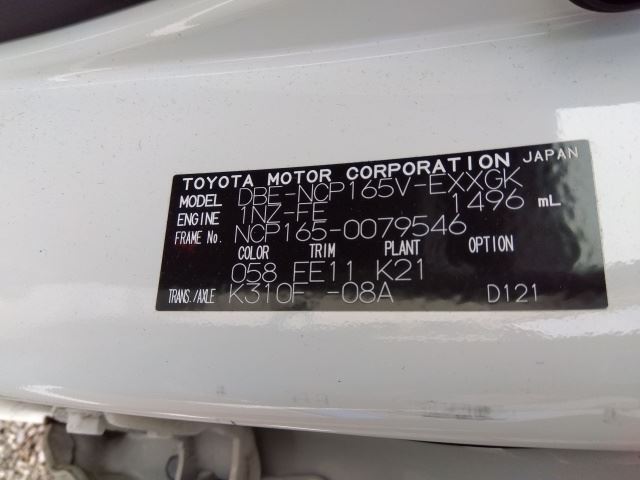 TOYOTA MOTOR CORPORATION JAPAN
MODEL DBE-NCP165V-EXXGK
ENGINE 1NZ-FE 1496 mL
FRAME No. NCP165-0079546
COLOR TRIM PLANT OPTION
058 FE11 K21
TRANS./AXLE K310F -08A D121